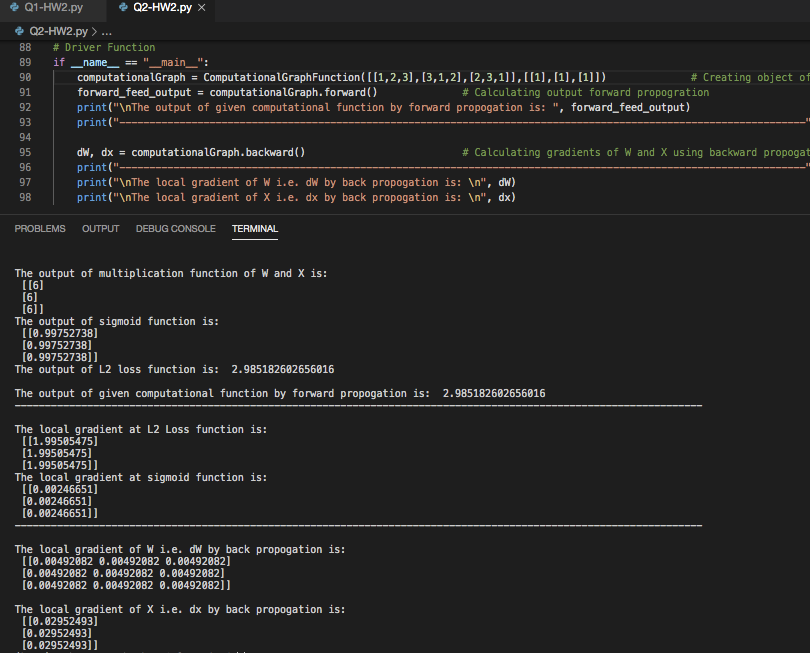 Q1-HW2.py
Q2-HW2.py ×
Q2-HW2.py > ...
88 # Driver Function
89 if __name__ == "__main__":
90 computationalGraph = ComputationalGraphFunction([[1,2,3],[3,1,2],[2,3,1]],[[1],[1],[1]]) # Creating object of
91 forward_feed_output = computationalGraph.forward() # Calculating output forward propogration
92 print("\nThe output of given computational function by forward propogation is: ", forward_feed_output)
93 print("------------------------------------------------------------------------------------------------------------------"
94
95 dW, dx = computationalGraph.backward() # Calculating gradients of W and X using backward propogat
96 print("------------------------------------------------------------------------------------------------------------------"
97 print("\nThe local gradient of W i.e. dW by back propogation is: \n", dW)
98 print("\nThe local gradient of X i.e. dx by back propogation is: \n", dx)
PROBLEMS OUTPUT DEBUG CONSOLE TERMINAL
The output of multiplication function of W and X is:
[[6]
[6]
[6]]
The output of sigmoid function is:
[[0.99752738]
[0.99752738]
[0.99752738]]
The output of L2 loss function is: 2.985182602656016
The output of given computational function by forward propogation is: 2.985182602656016
------------------------------------------------------------------------------------------------------------------
The local gradient at L2 Loss function is:
[[1.99505475]
[1.99505475]
[1.99505475]]
The local gradient at sigmoid function is:
[[0.00246651]
[0.00246651]
[0.00246651]]
------------------------------------------------------------------------------------------------------------------
The local gradient of W i.e. dW by back propogation is:
[[0.00492082 0.00492082 0.00492082]
[0.00492082 0.00492082 0.00492082]
[0.00492082 0.00492082 0.00492082]]
The local gradient of X i.e. dx by back propogation is:
[[0.02952493]
[0.02952493]
[0.02952493]]